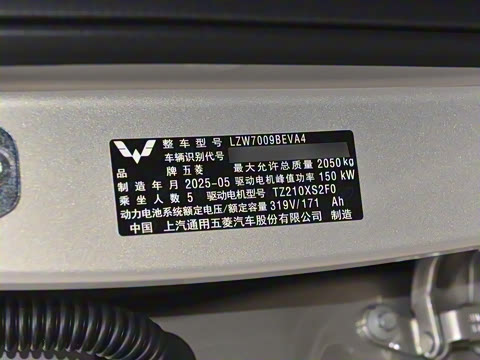 整车型号 LZW7009BEVA4
车辆识别代号
品牌 五菱 最大允许总质量 2050 kg
制造年月 2025-05 驱动电机峰值功率 150 kW
乘坐人数 5 驱动电机型号 TZ210XS2F0
动力电池系统额定电压/额定容量 319V/171 Ah
中国 上汽通用五菱汽车股份有限公司 制造